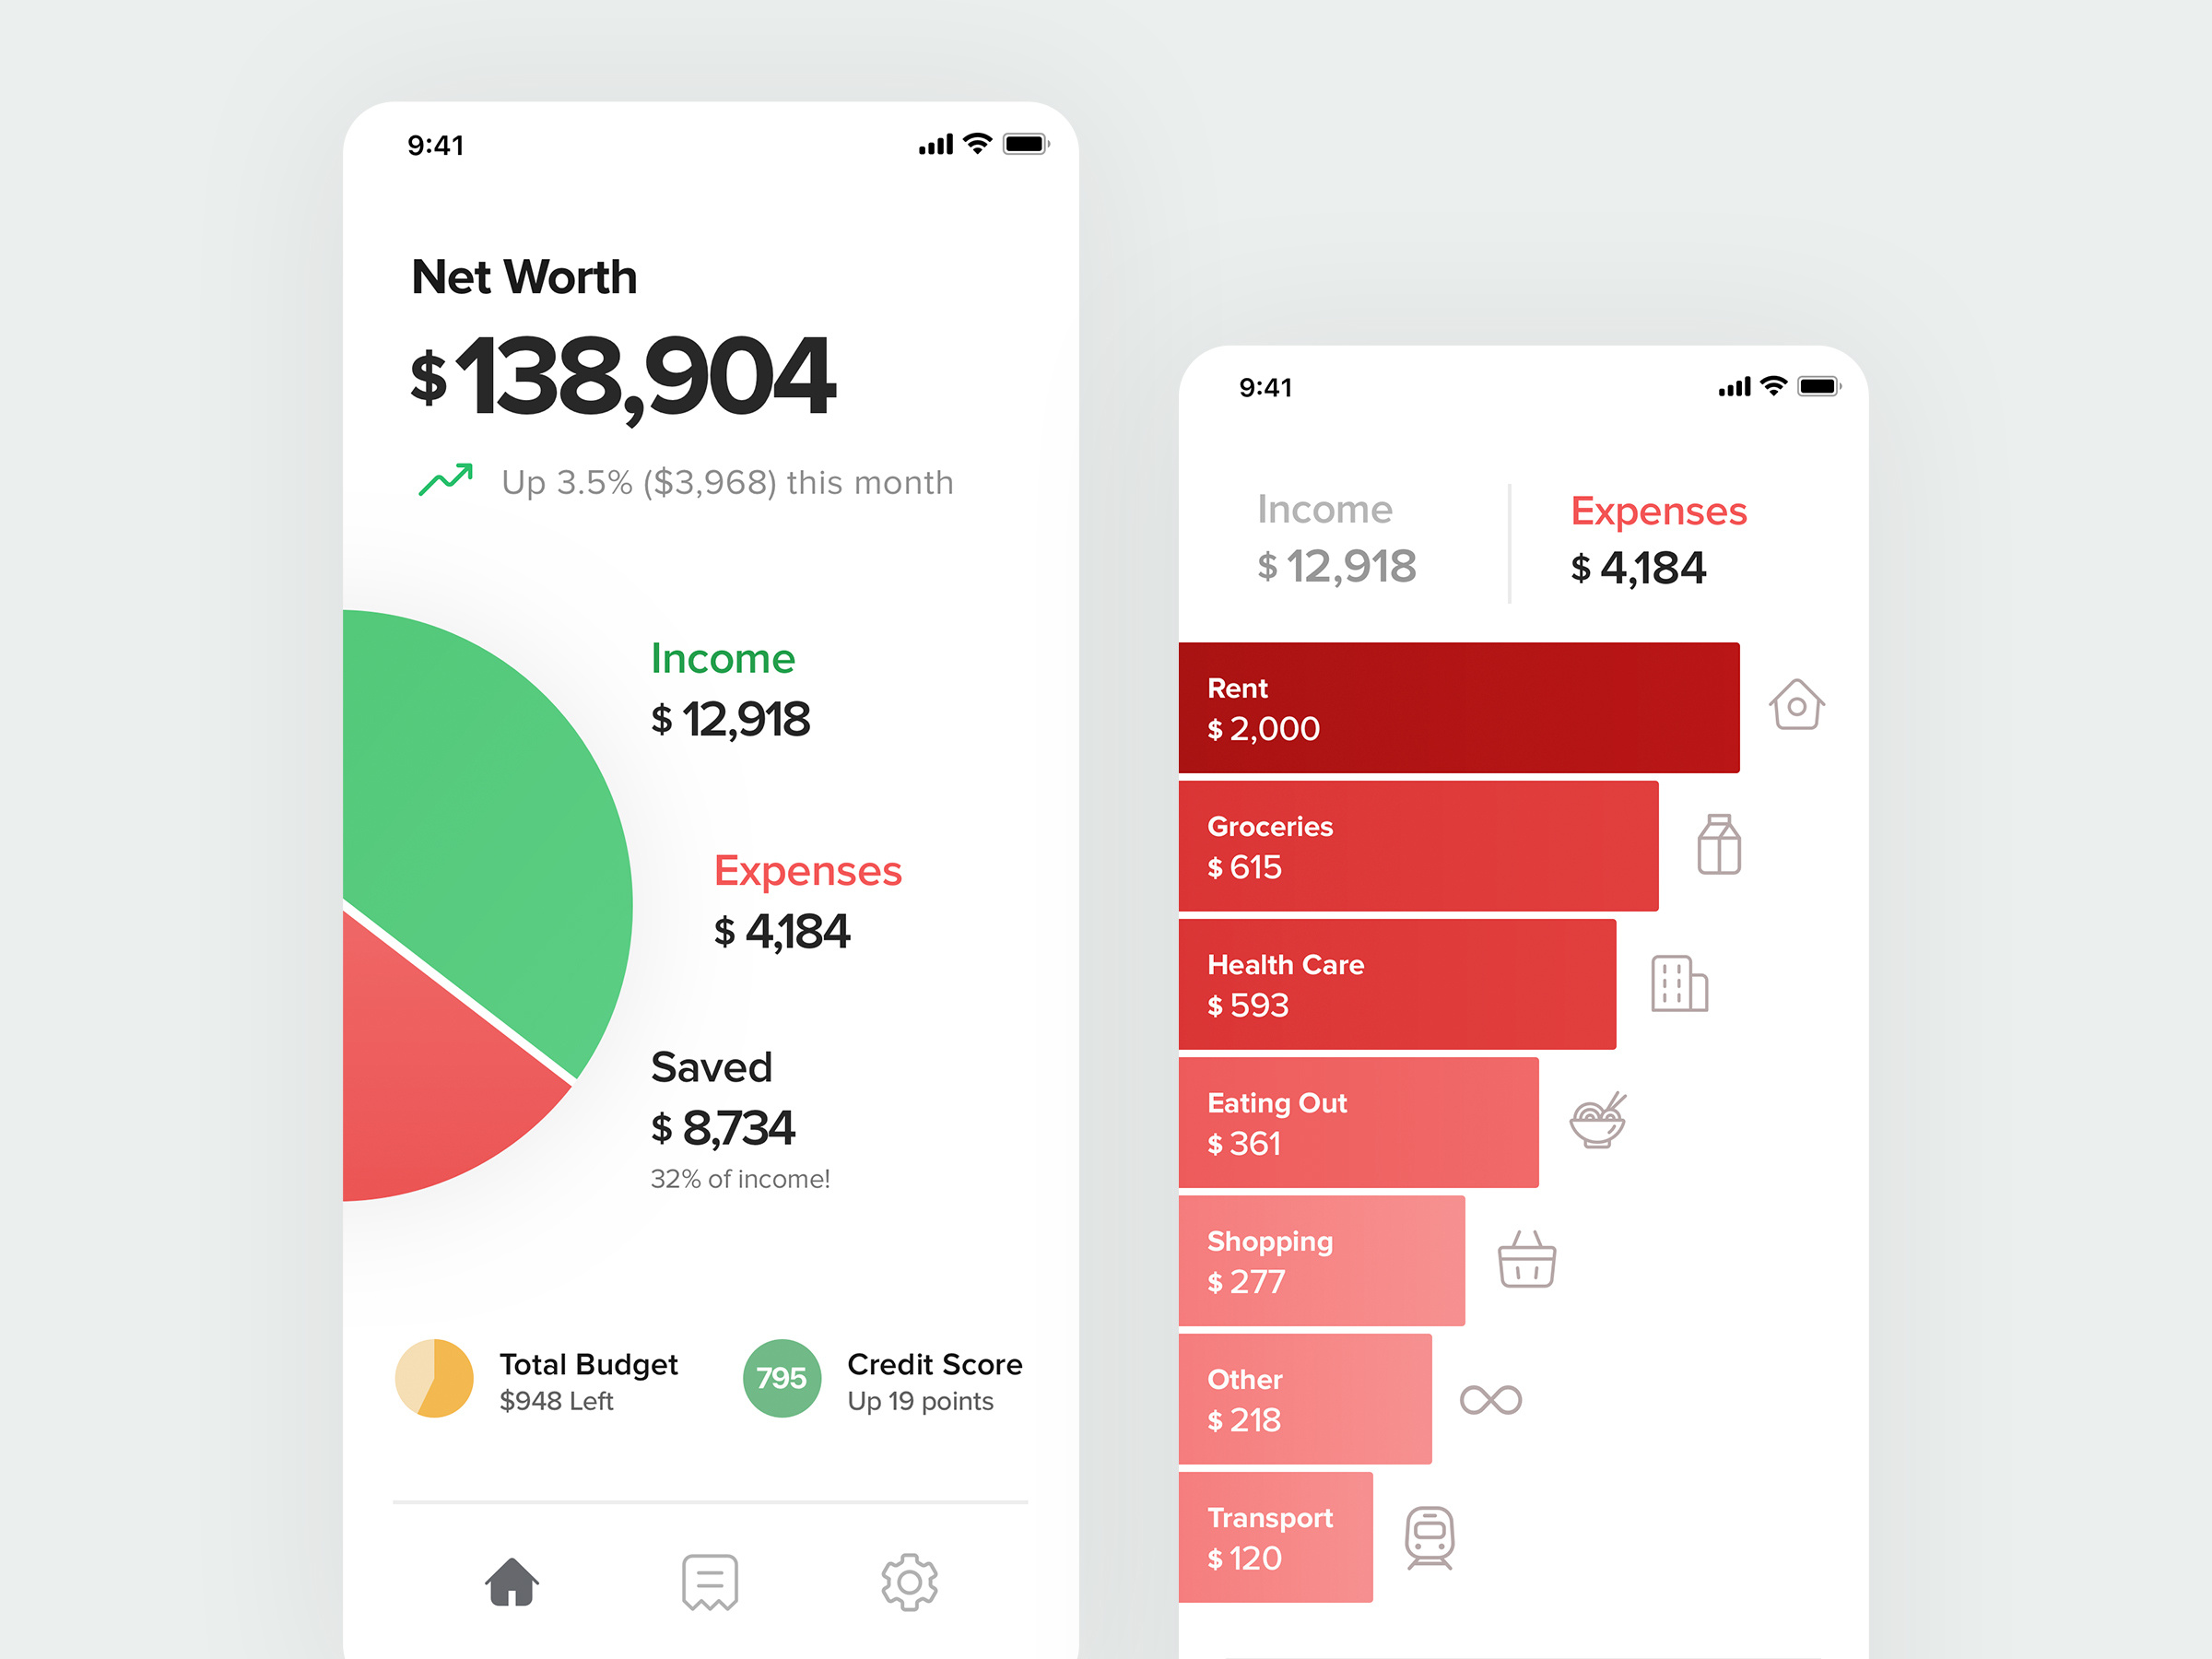 9:41
Net Worth
$138,904
Up 3.5% ($3,968) this month
Income
$ 12,918
Expenses
$ 4,184
Saved
$ 8,734
32% of income!
Total Budget
$948 Left
795
Credit Score
Up 19 points
9:41
Income
$ 12,918
Expenses
$ 4,184
Rent
$ 2,000
Groceries
$ 615
Health Care
$ 593
Eating Out
$ 361
Shopping
$ 277
Other
$ 218
Transport
$ 120